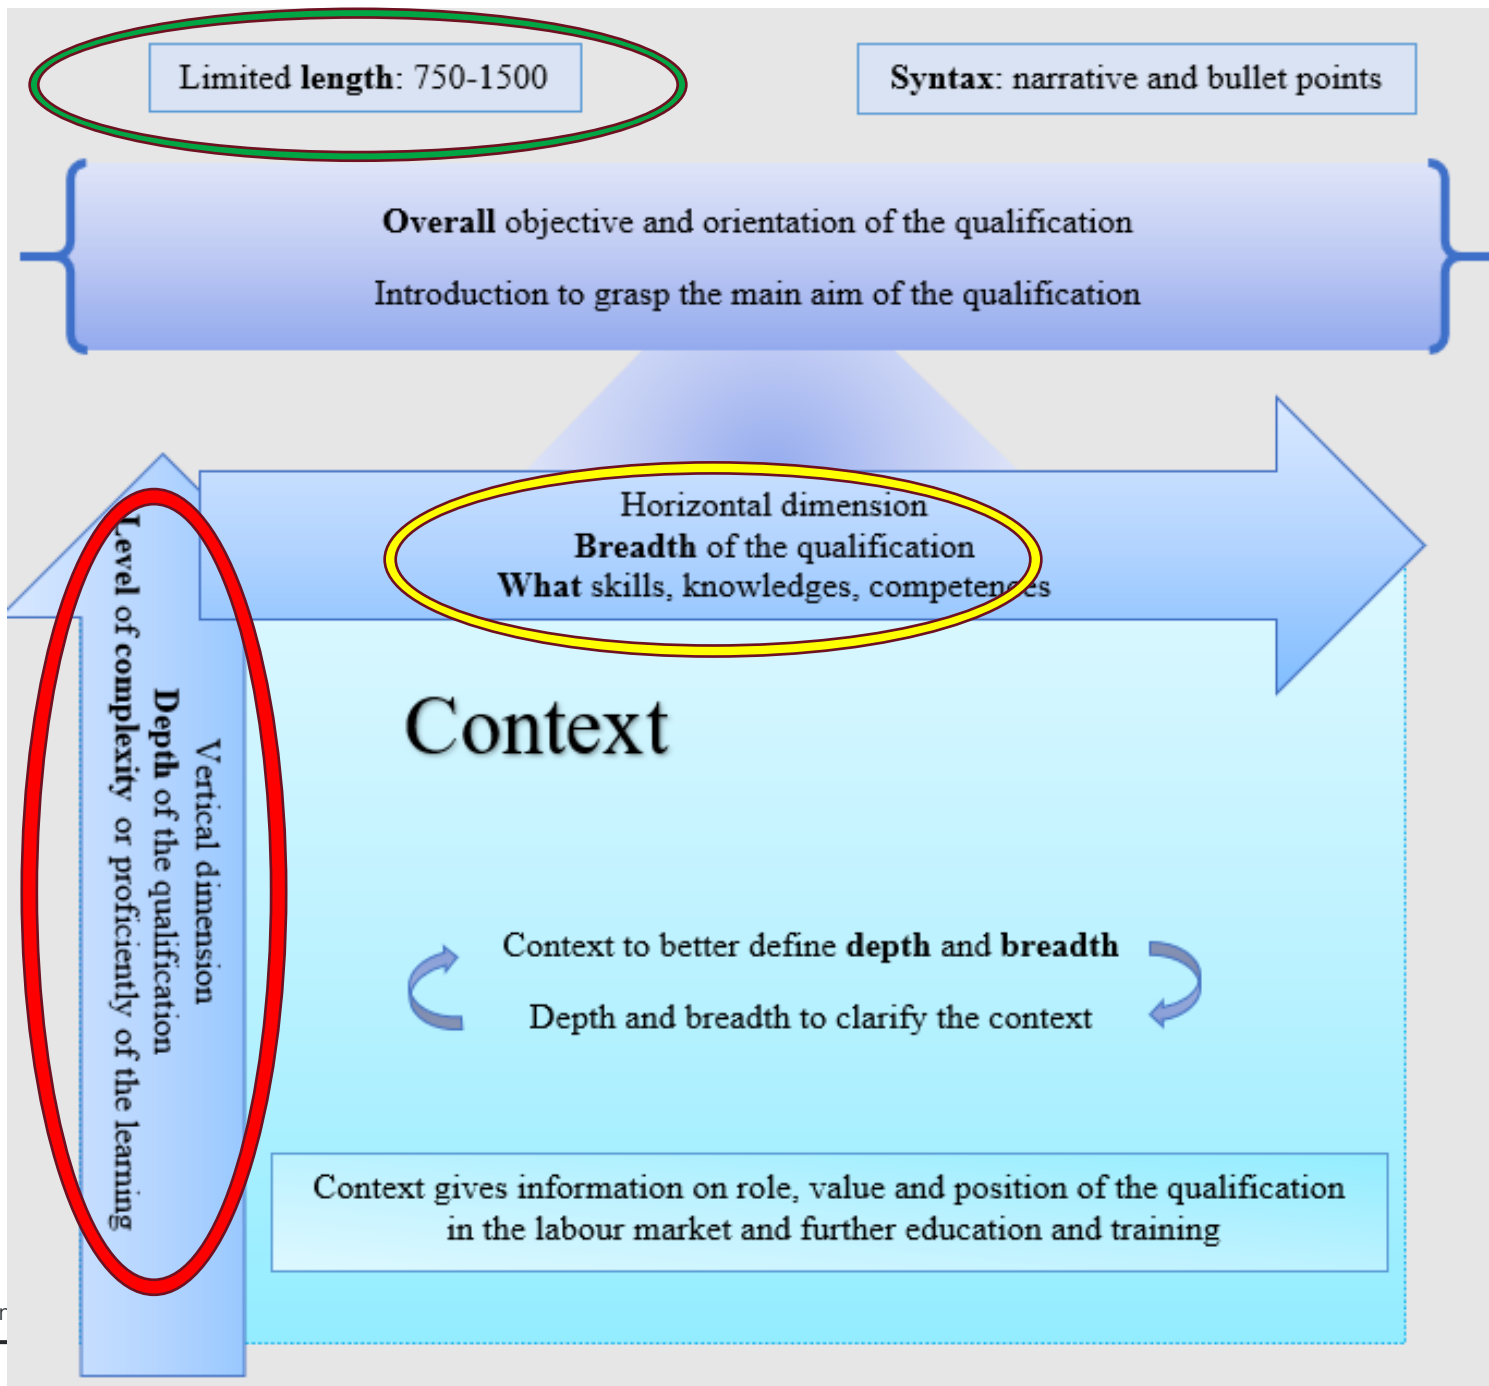 Limited length: 750-1500
Syntax: narrative and bullet points
Overall objective and orientation of the qualification
Introduction to grasp the main aim of the qualification
Horizontal dimension
Breadth of the qualification
What skills, knowledges, competences
Vertical dimension
Depth of the qualification
Level of complexity or proficiently of the learning
Context
Context to better define depth and breadth
Depth and breadth to clarify the context
Context gives information on role, value and position of the qualification
in the labour market and further education and training